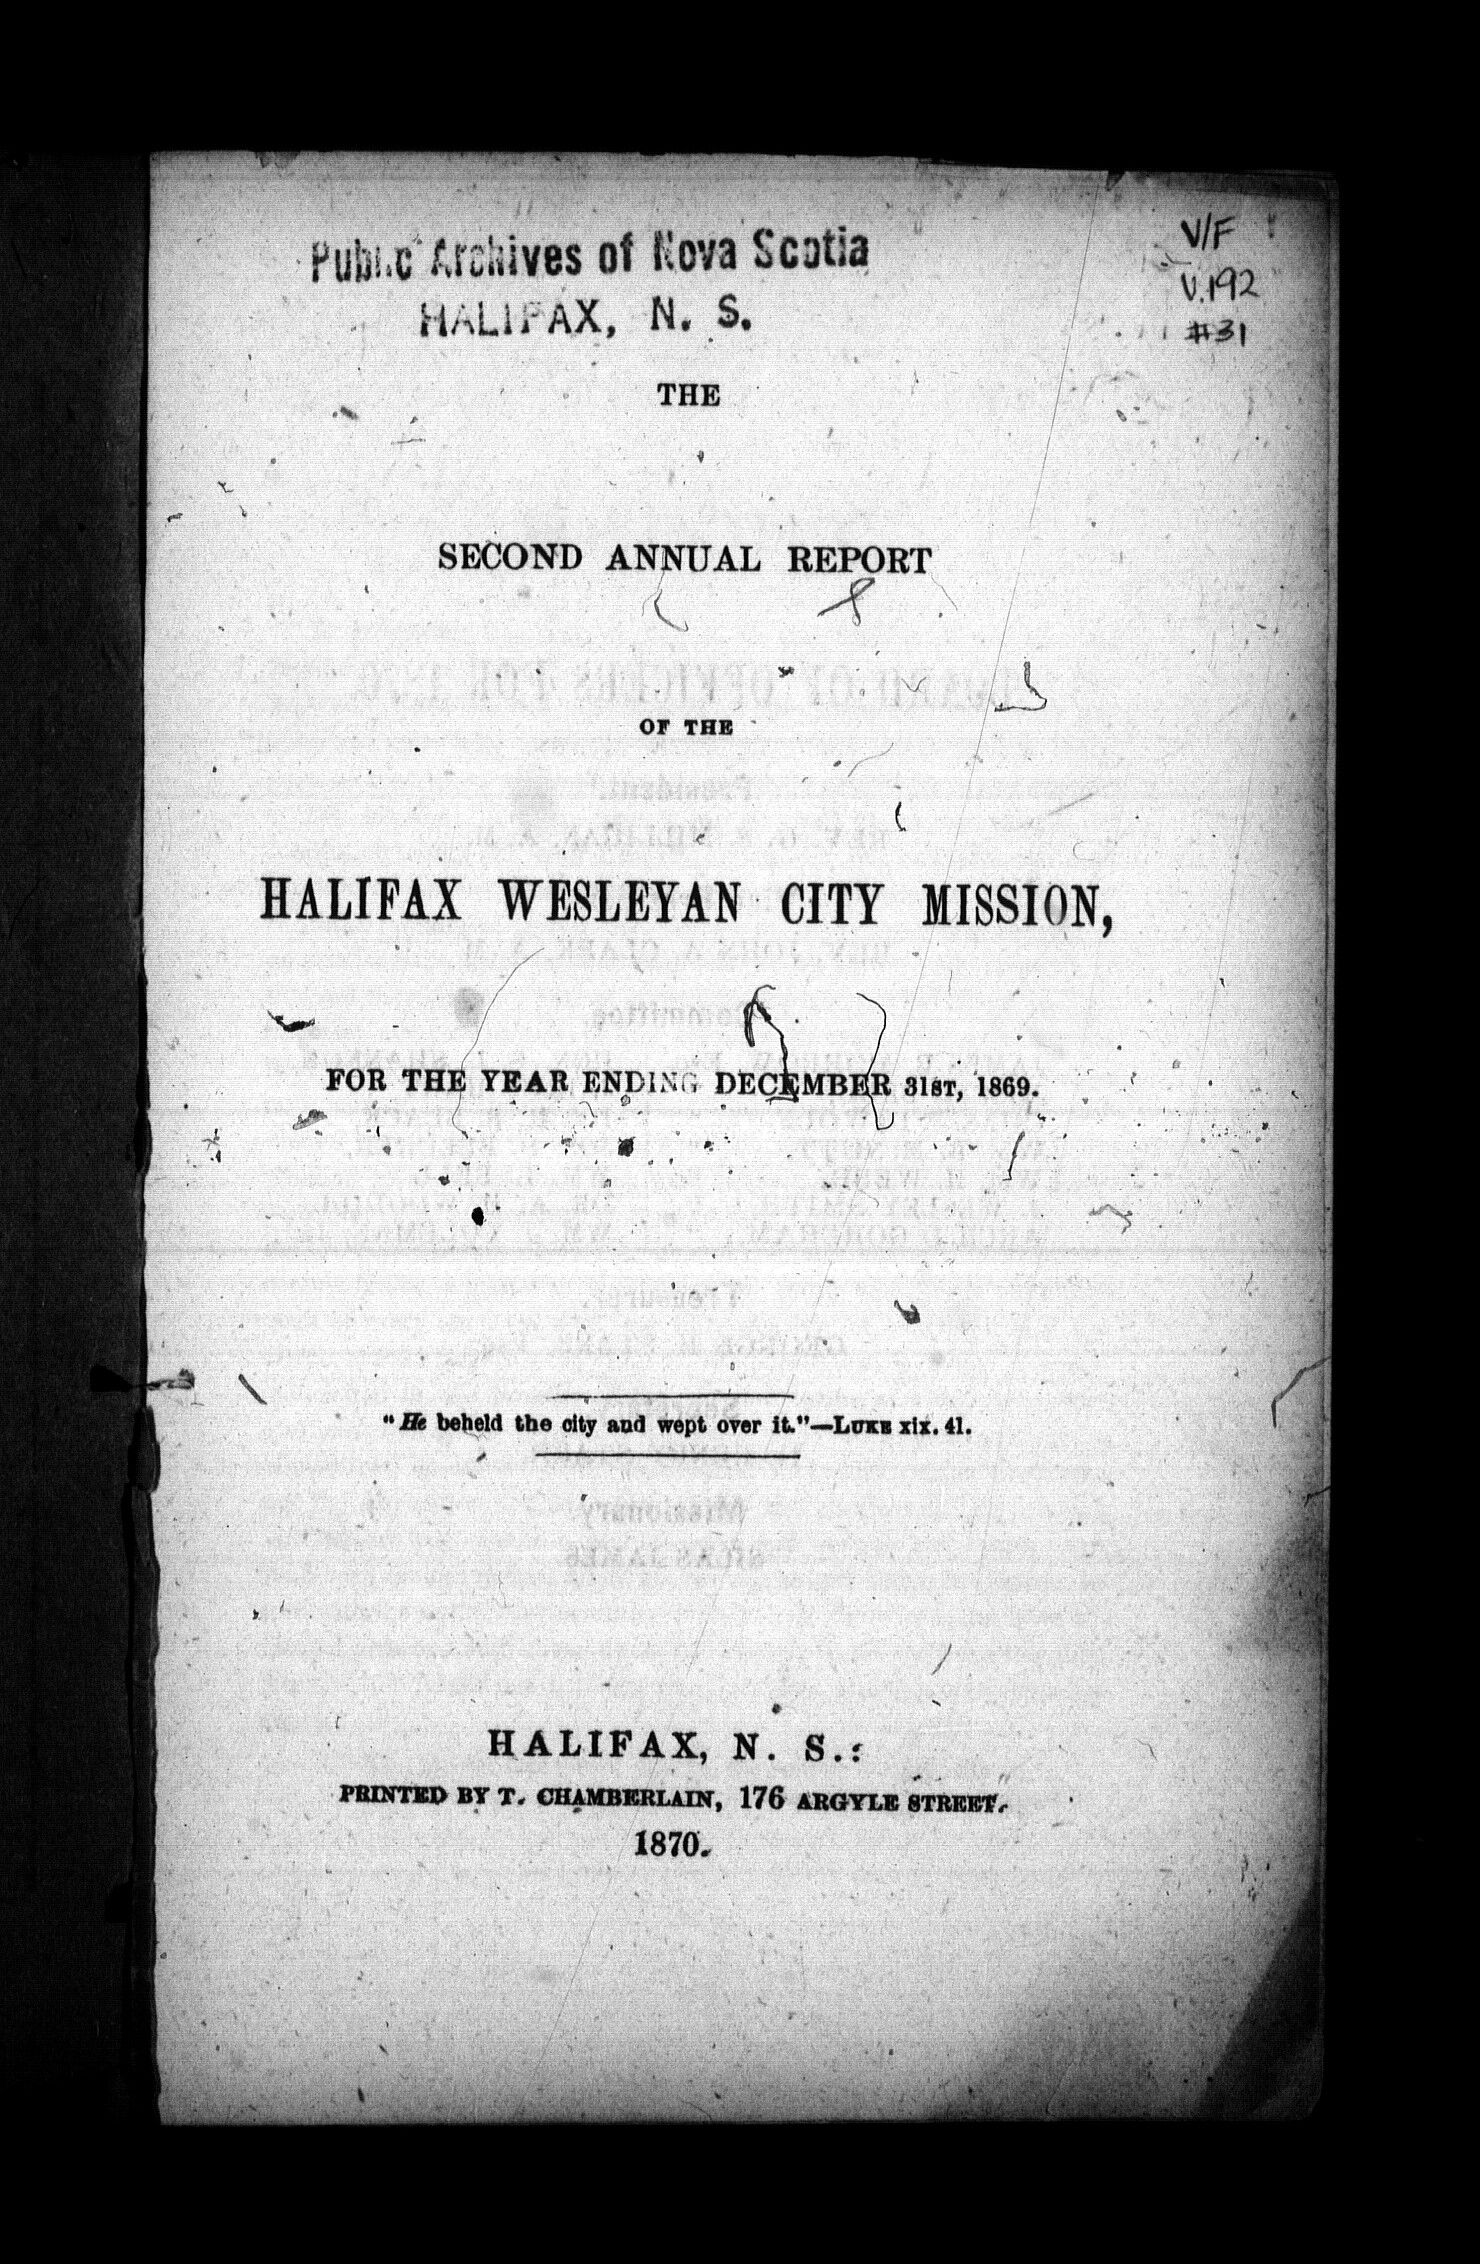 Public Archives of Nova Scotia
HALIFAX, N. S.
V/F
V.192
#31
THE
SECOND ANNUAL REPORT
OF THE
HALIFAX WESLEYAN CITY MISSION,
FOR THE YEAR ENDING DECEMBER 31ST, 1869.
"He beheld the city and wept over it."—LUKE xix. 41.
HALIFAX, N. S.:
PRINTED BY T. CHAMBERLAIN, 176 ARGYLE STREET.
1870.